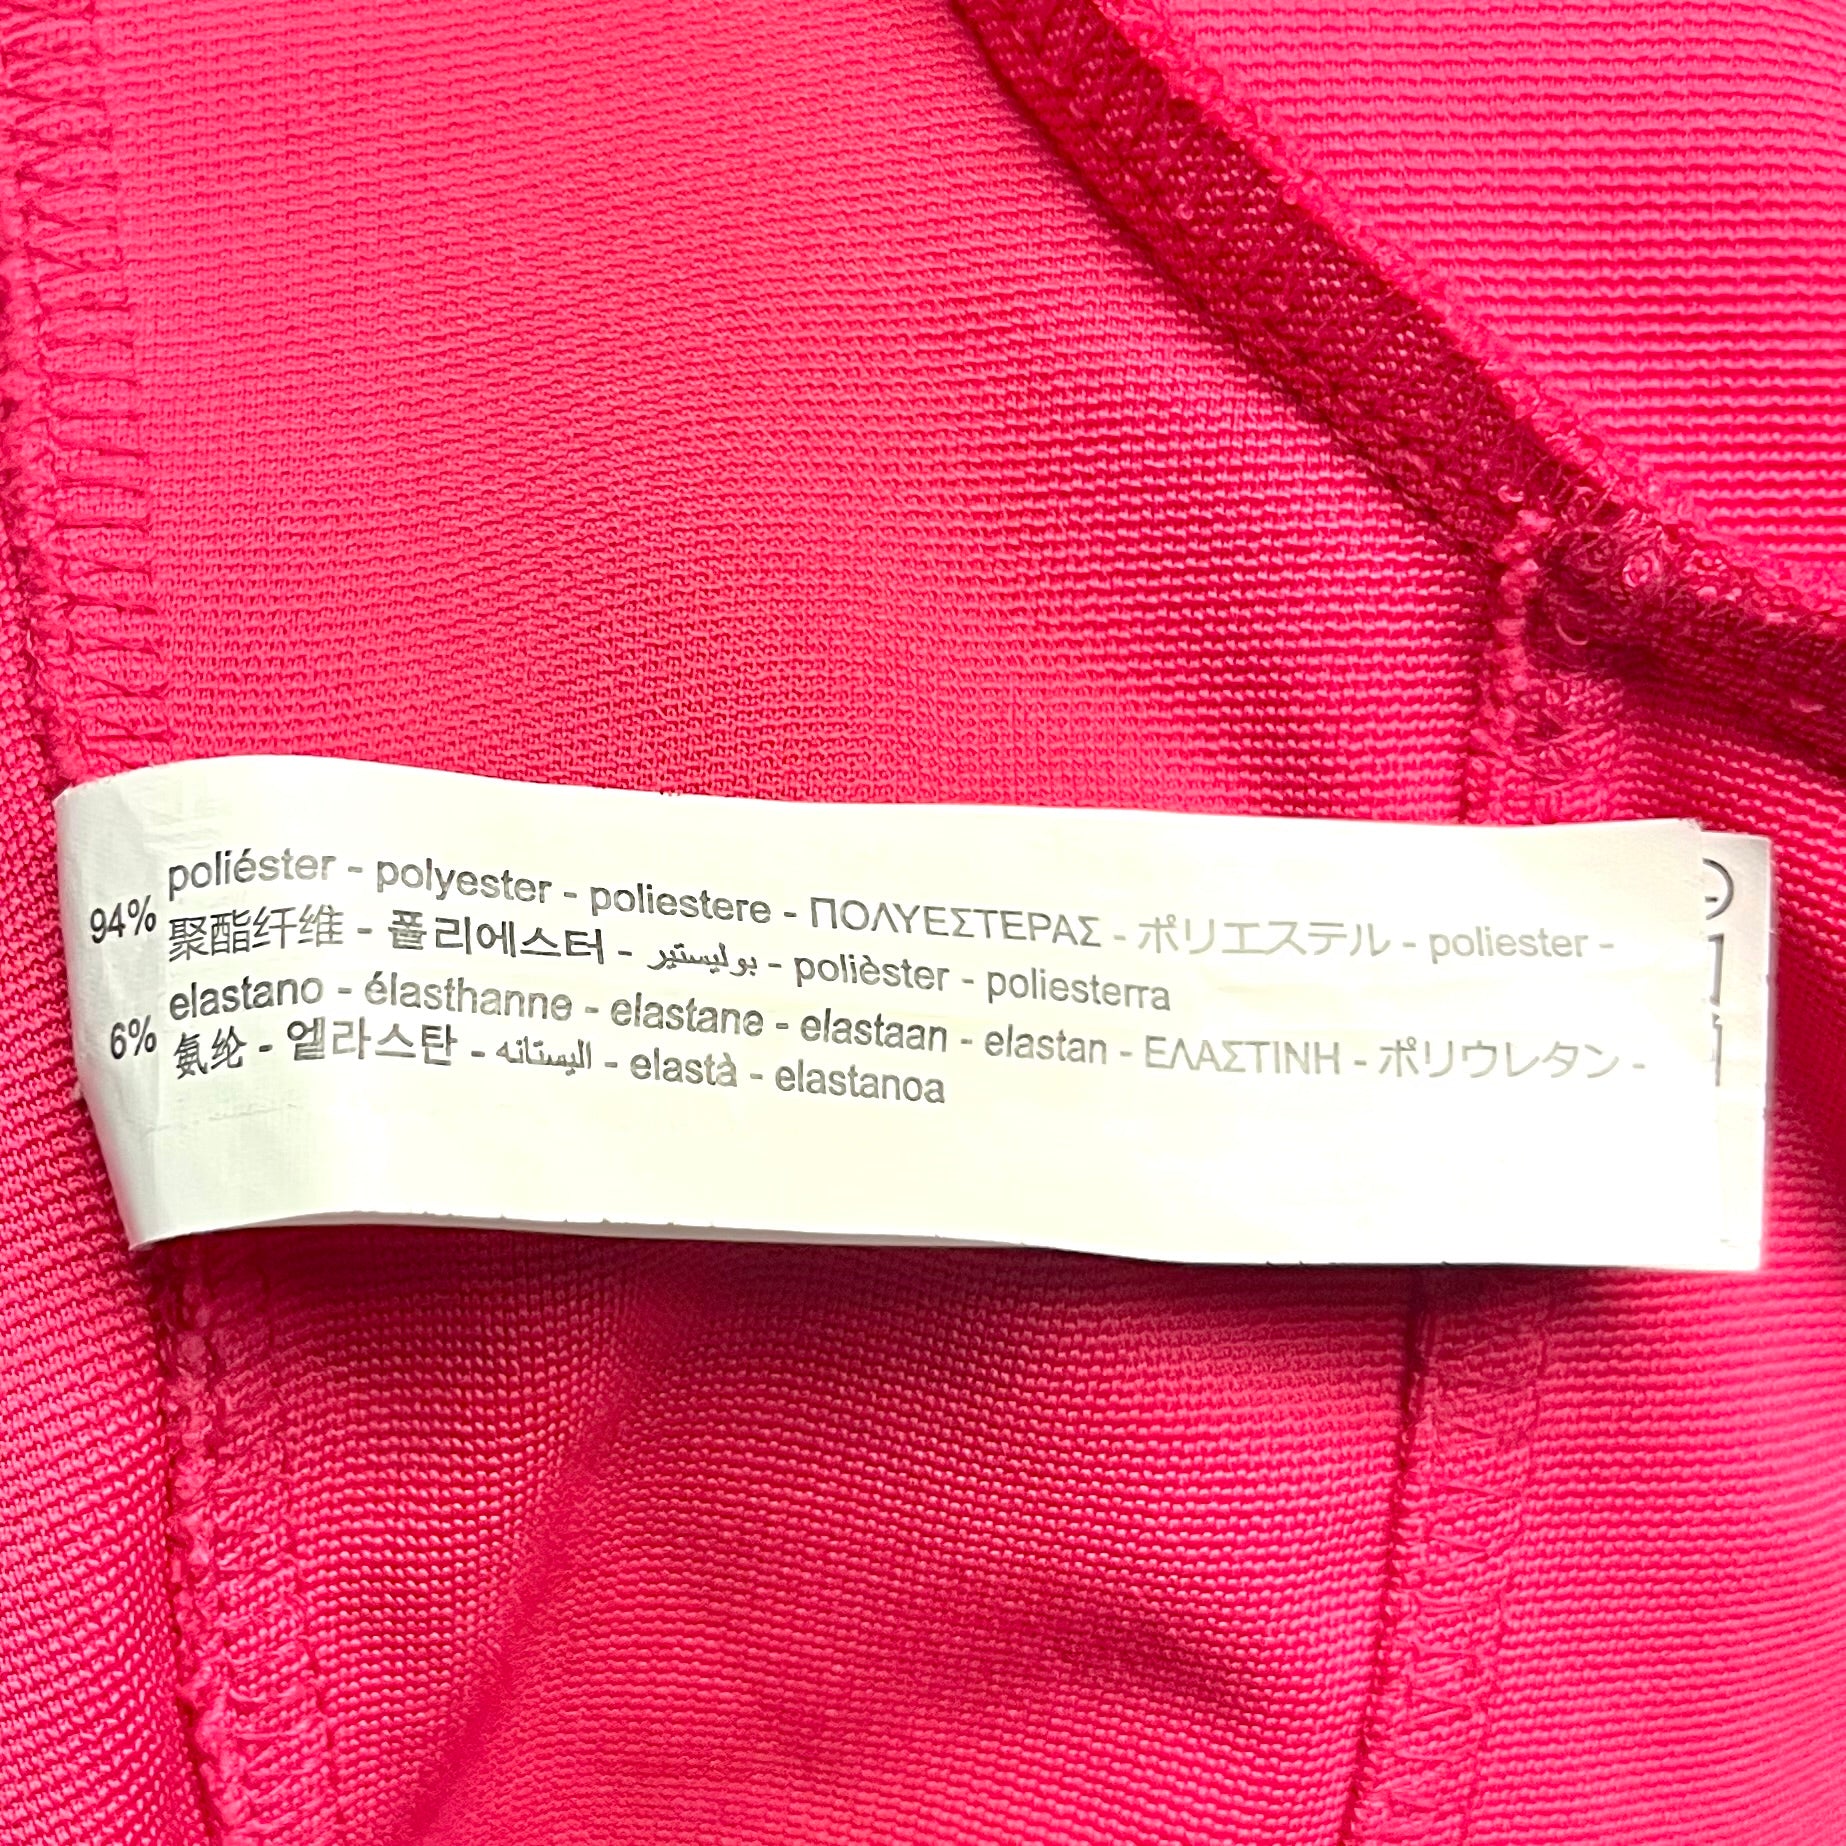 94% poliéster - polyester - poliestere - ΠΟΛΥΕΣΤΕΡΑΣ - ポリエステル - poliester -
聚酯纤维 - 폴리에스터 - بوليستير - polièster - poliesterra
6% elastano - élasthanne - elastane - elastaan - elastan - ΕΛΑΣΤΙΝΗ - ポリウレタン -
氨纶 - 엘라스탄 - اليستانه - elastà - elastanoa